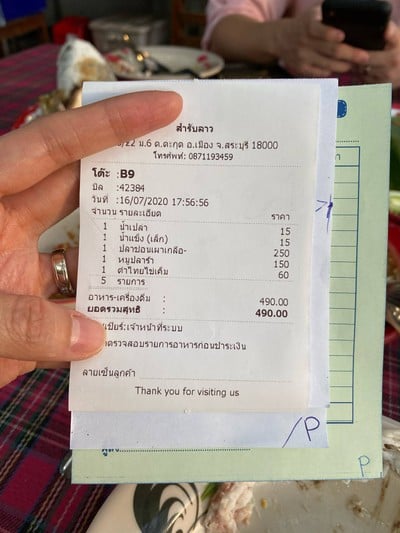 สำรับลาว
/22 ม.6 ต.ตะกุด อ.เมือง จ.สระบุรี 18000
โทรศัพท์: 0871193459
โต๊ะ :B9
บิล :42384
วันที่ :16/07/2020 17:56:56
จำนวน รายละเอียด ราคา
1 น้ำเปล่า 15
1 น้ำแข็ง (เล็ก) 15
1 ปลาช่อนเผาเกลือ- 250
1 หมูปลาร้า 150
1 ตำไทยไข่เค็ม 60
5 รายการ
อาหาร-เครื่องดื่ม : 490.00
ยอดรวมสุทธิ : 490.00
เชียร์:เจ้าหน้าที่ระบบ
ตรวจสอบรายการอาหารก่อนชำระเงิน
ลายเซ็นลูกค้า
Thank you for visiting us
/P
P